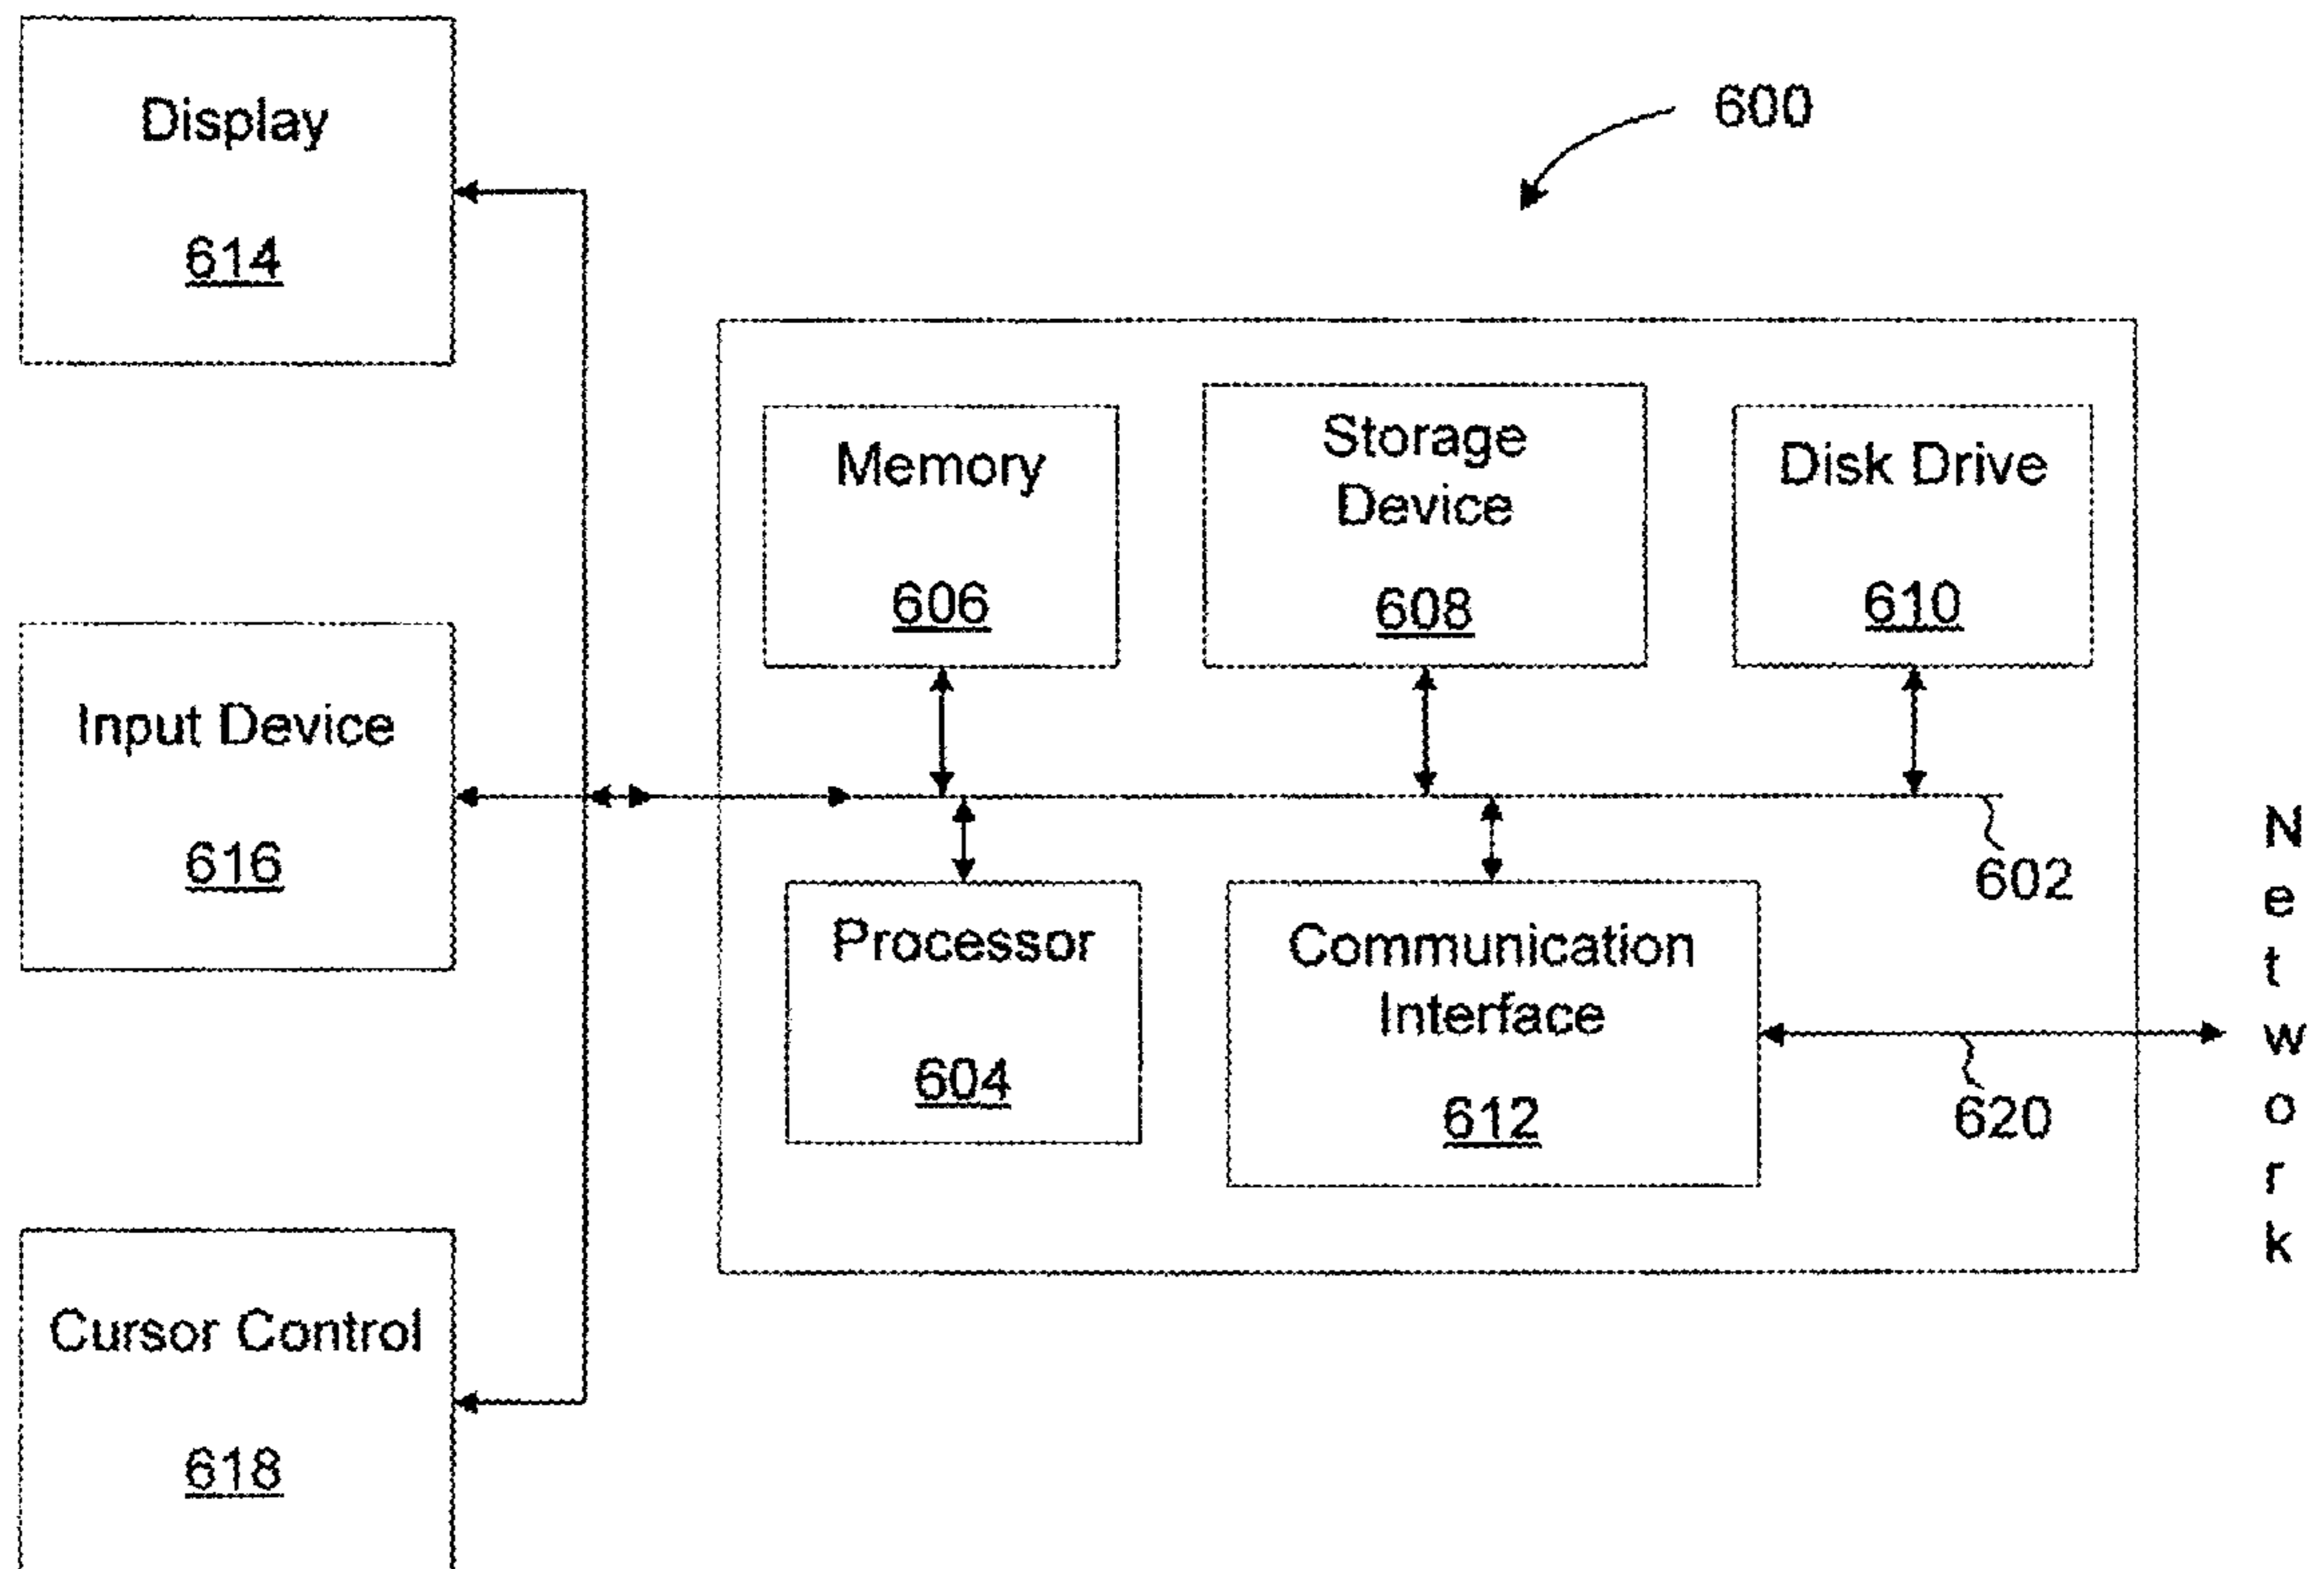 Display
614
600
Memory
606
Storage
Device
608
Disk Drive
610
Input Device
616
602
Processor
604
Communication
Interface
612
620
Network
Cursor Control
618